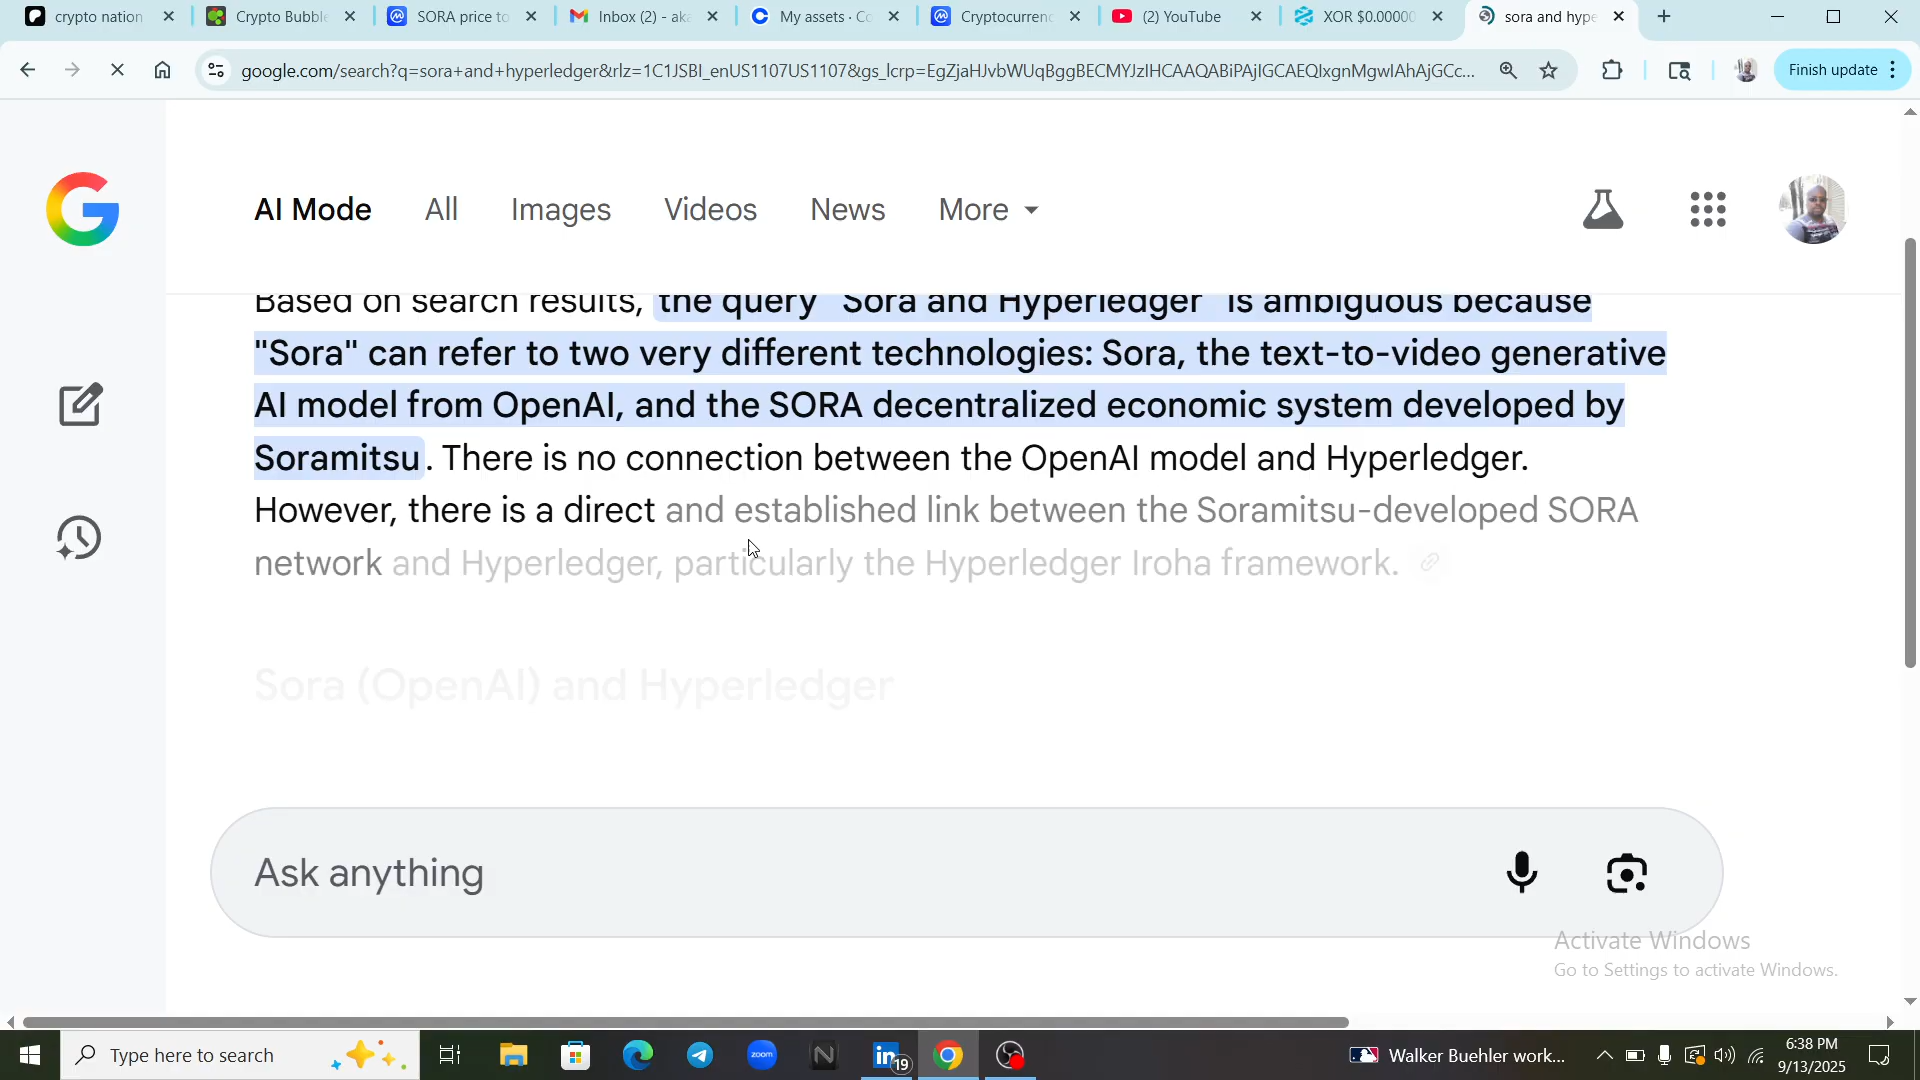 crypto nation
Crypto Bubbl
SORA price to
Inbox (2) - aka
My assets · Co
Cryptocurrenc
(2) YouTube
XOR $0.00000
sora and hype
google.com/search?q=sora+and+hyperledger&rlz=1C1JSBI_enUS1107US1107&gs_lcrp=EgZjaHJvbWUqBggBECMYJzIHCAAQABiPAjIGCAEQIxgnMgwIAhAjGCc...
Finish update
AI Mode
All
Images
Videos
News
More
Based on search results, the query "Sora and Hyperledger" is ambiguous because
"Sora" can refer to two very different technologies: Sora, the text-to-video generative
AI model from OpenAI, and the SORA decentralized economic system developed by
Soramitsu. There is no connection between the OpenAI model and Hyperledger.
However, there is a direct and established link between the Soramitsu-developed SORA
network and Hyperledger, particularly the Hyperledger Iroha framework.
Sora (OpenAI) and Hyperledger
Ask anything
Activate Windows
Go to Settings to activate Windows.
Type here to search
zoom
N
in
19
Walker Buehler work...
6:38 PM
9/13/2025